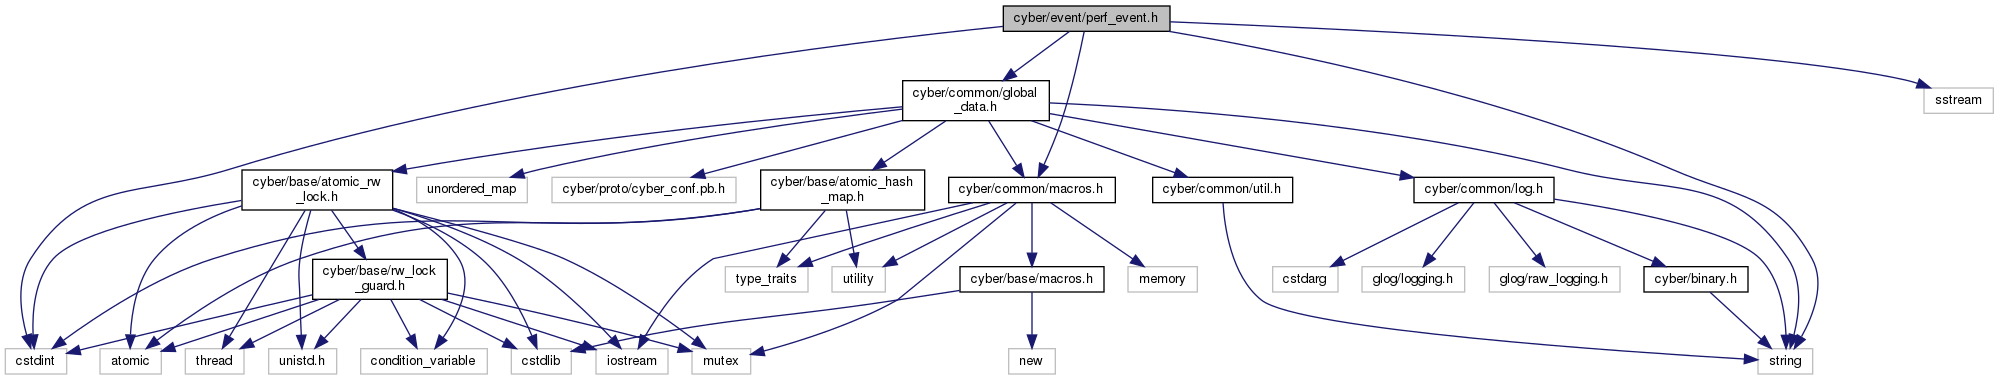 cyber/event/perf_event.h
cyber/common/global
_data.h
sstream
cyber/base/atomic_rw
_lock.h
unordered_map
cyber/proto/cyber_conf.pb.h
cyber/base/atomic_hash
_map.h
cyber/common/macros.h
cyber/common/util.h
cyber/common/log.h
cyber/base/rw_lock
_guard.h
type_traits
utility
cyber/base/macros.h
memory
cstdarg
glog/logging.h
glog/raw_logging.h
cyber/binary.h
cstdint
atomic
thread
unistd.h
condition_variable
cstdlib
iostream
mutex
new
string